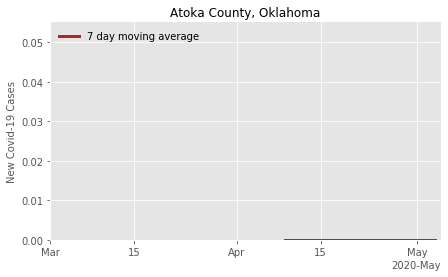 Atoka County, Oklahoma
7 day moving average
New Covid-19 Cases
0.05
0.04
0.03
0.02
0.01
0.00
Mar 15 Apr 15 May
2020-May